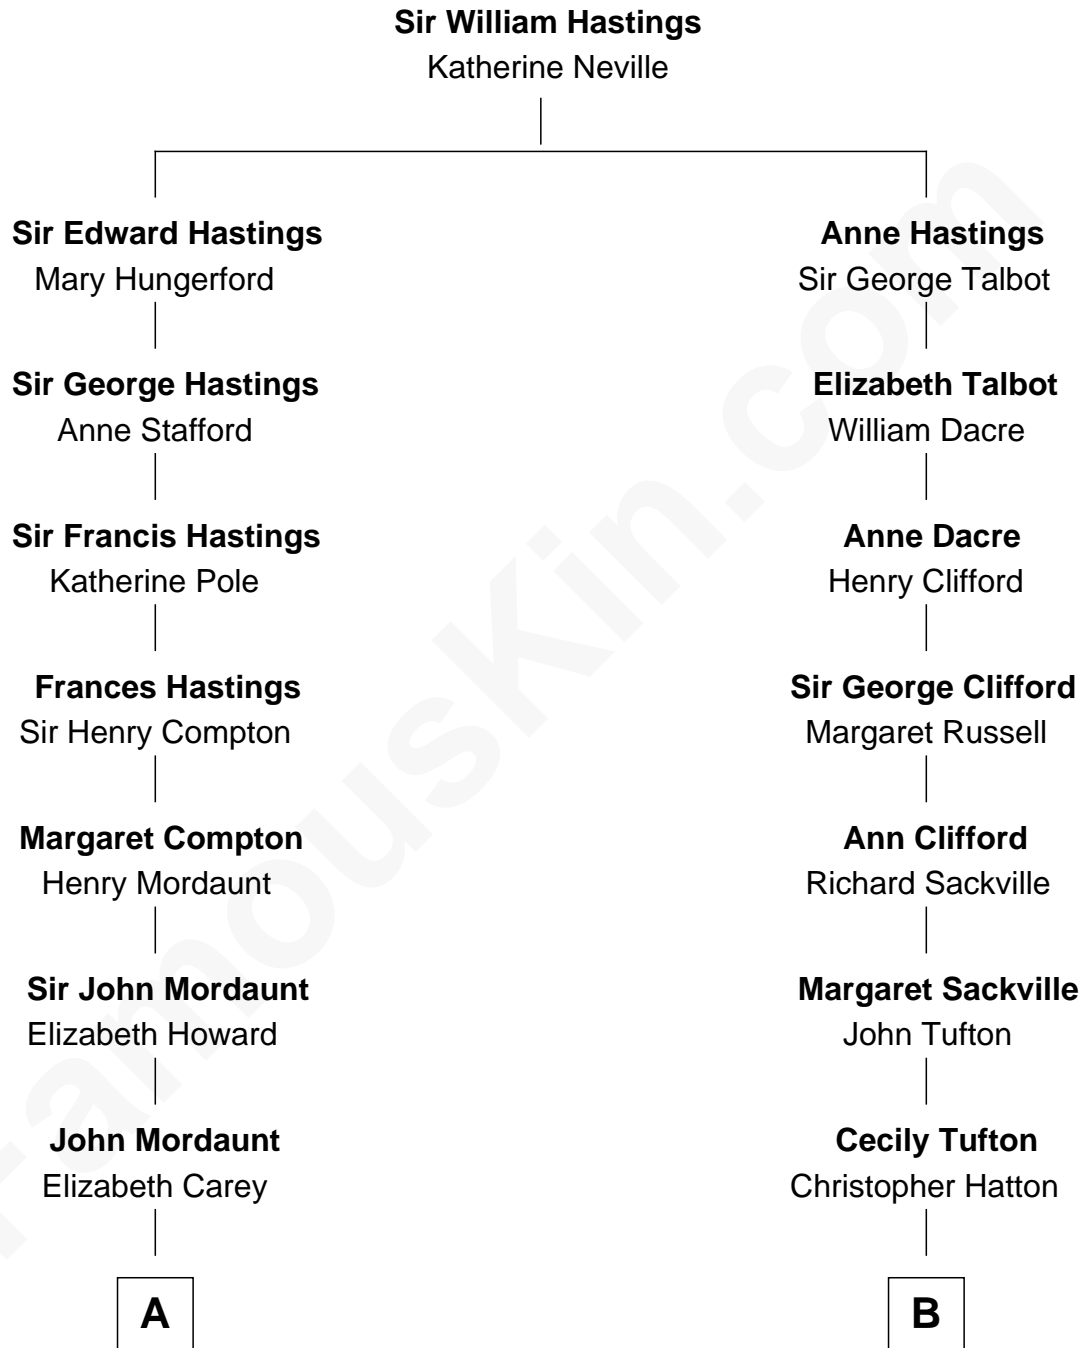 Sir William Hastings
Katherine Neville
Sir Edward Hastings
Mary Hungerford
Anne Hastings
Sir George Talbot
Sir George Hastings
Anne Stafford
Elizabeth Talbot
William Dacre
Sir Francis Hastings
Katherine Pole
Anne Dacre
Henry Clifford
Frances Hastings
Sir Henry Compton
Sir George Clifford
Margaret Russell
Margaret Compton
Henry Mordaunt
Ann Clifford
Richard Sackville
Sir John Mordaunt
Elizabeth Howard
Margaret Sackville
John Tufton
John Mordaunt
Elizabeth Carey
Cecily Tufton
Christopher Hatton
A
B
FamousKin.com